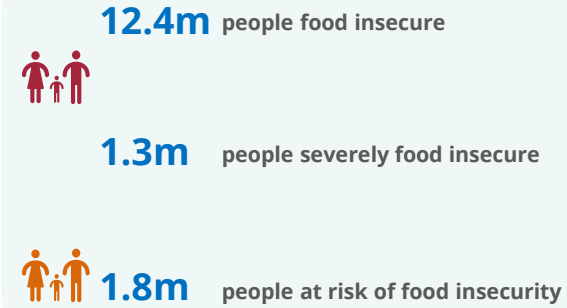 12.4m people food insecure
1.3m people severely food insecure
1.8m people at risk of food insecurity